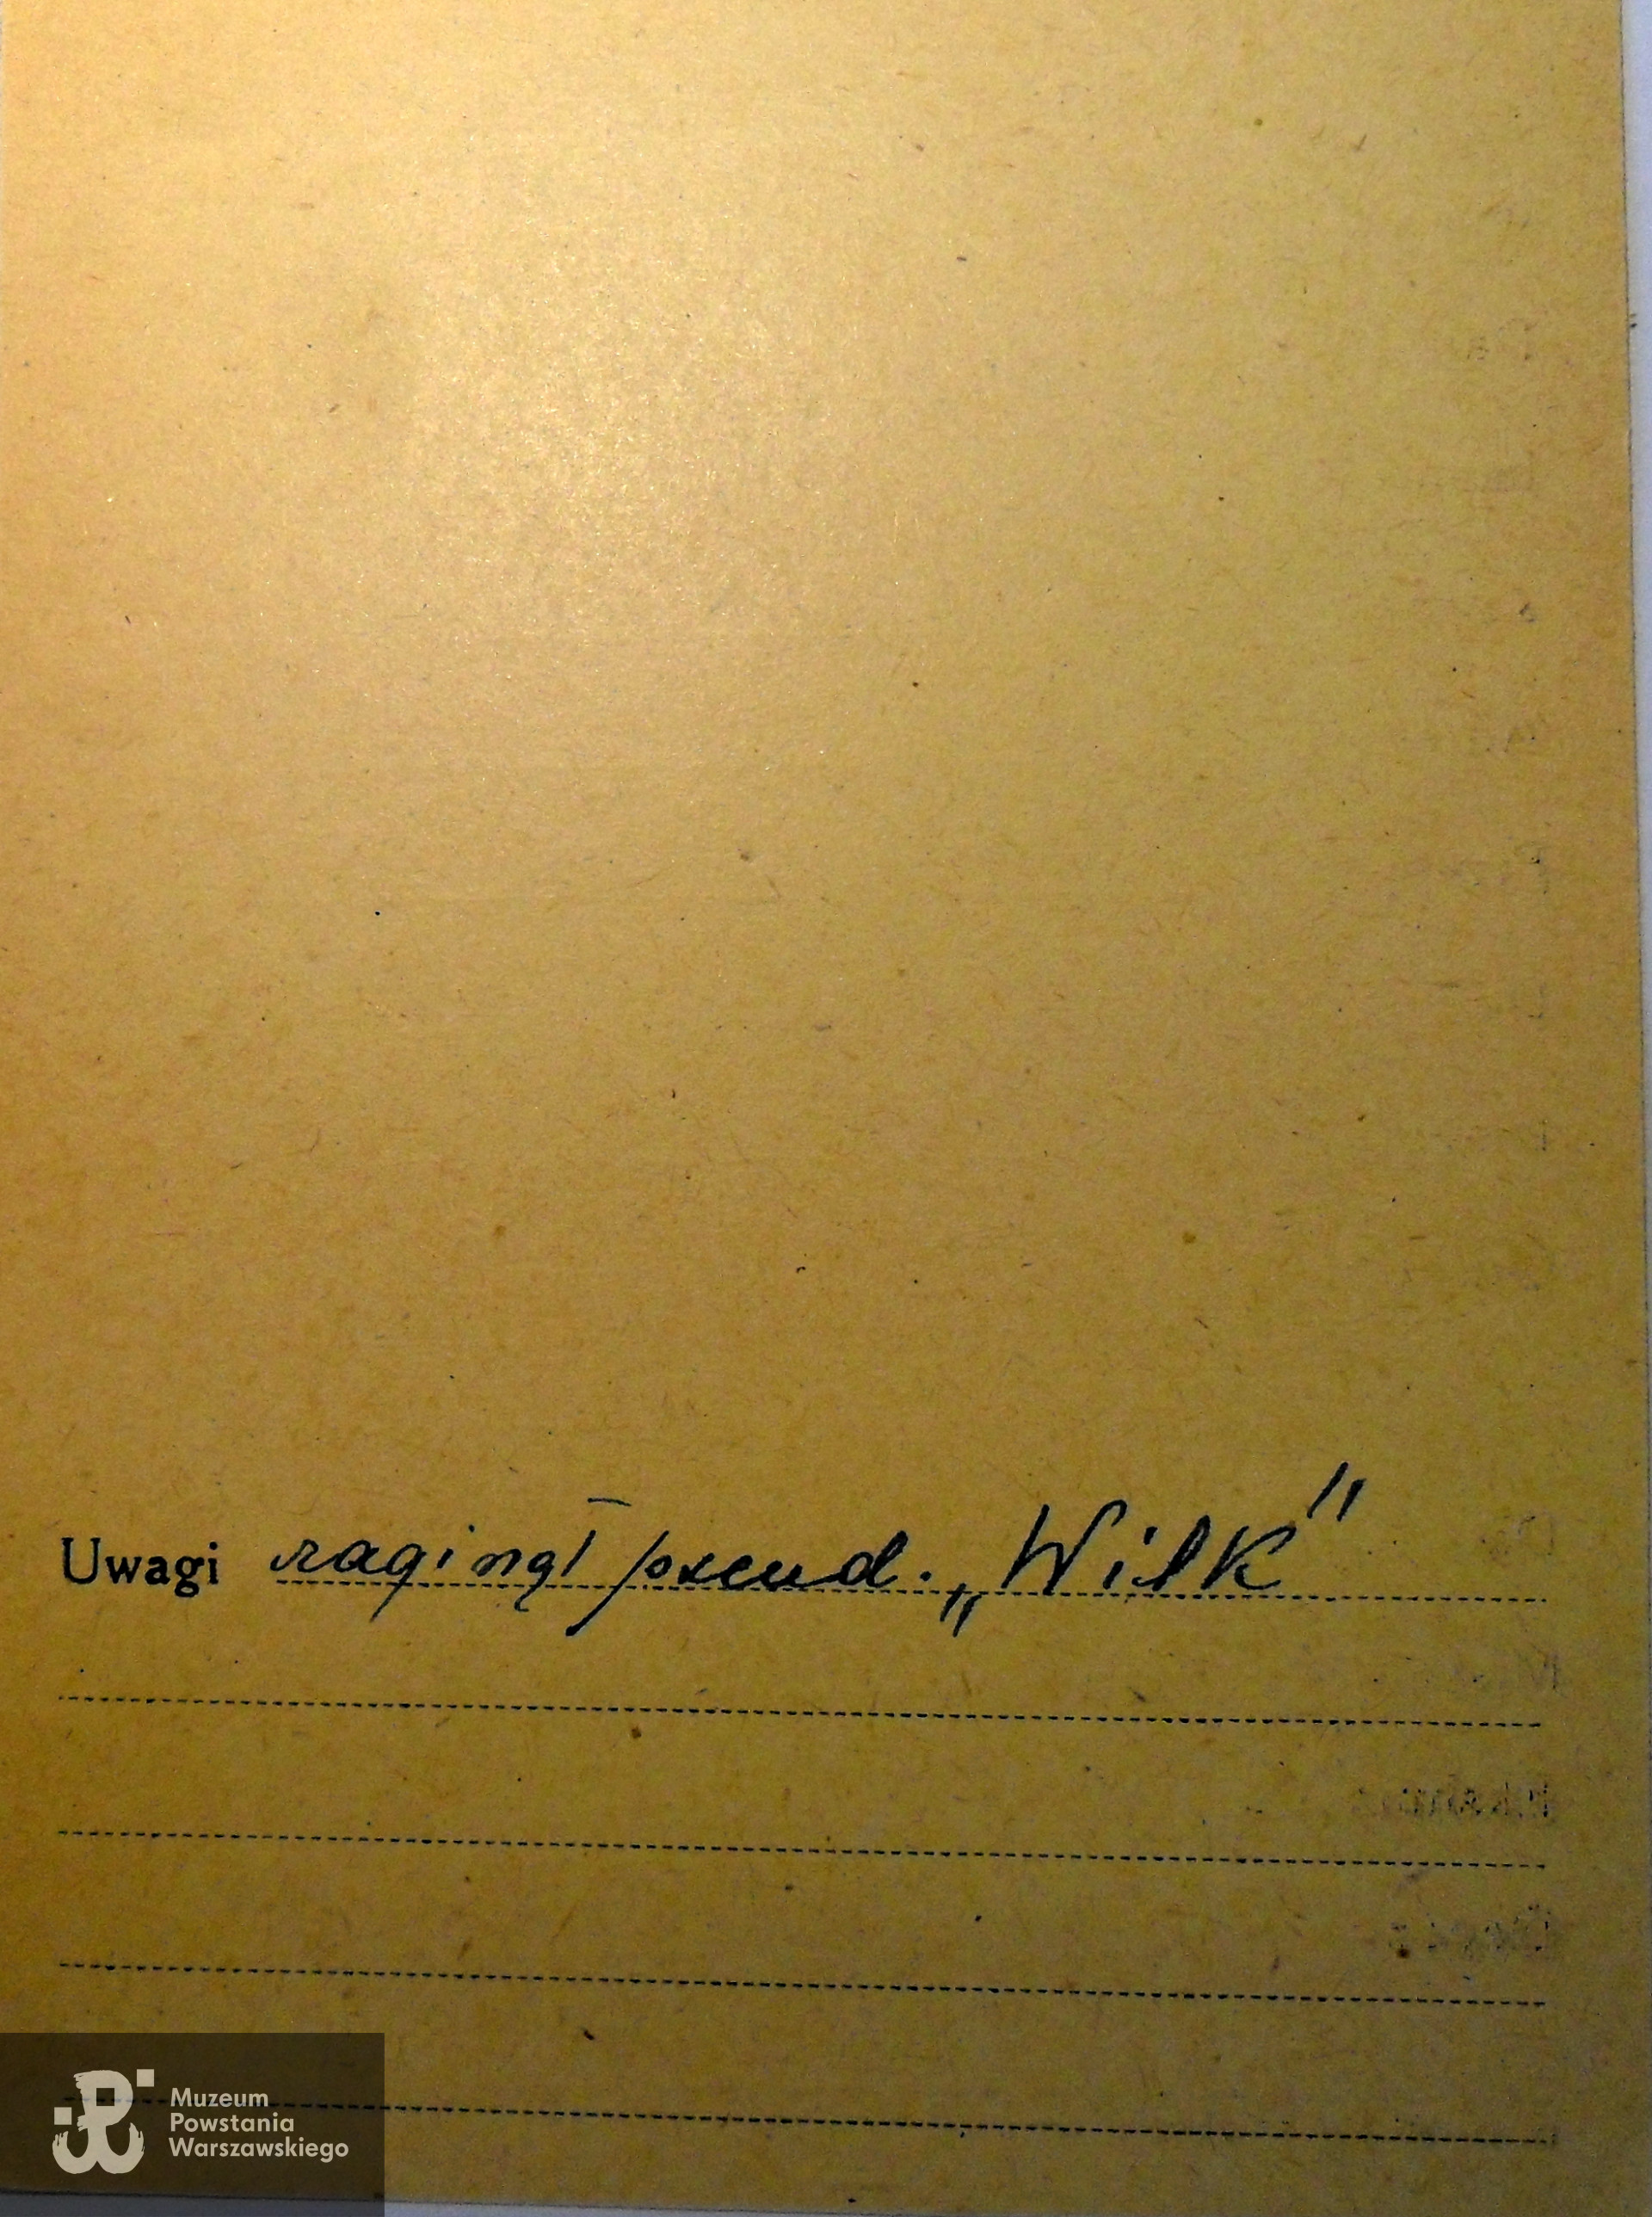 Uwagi zaginął pseud. „Wilk"
Muzeum
Powstania
Warszawskiego